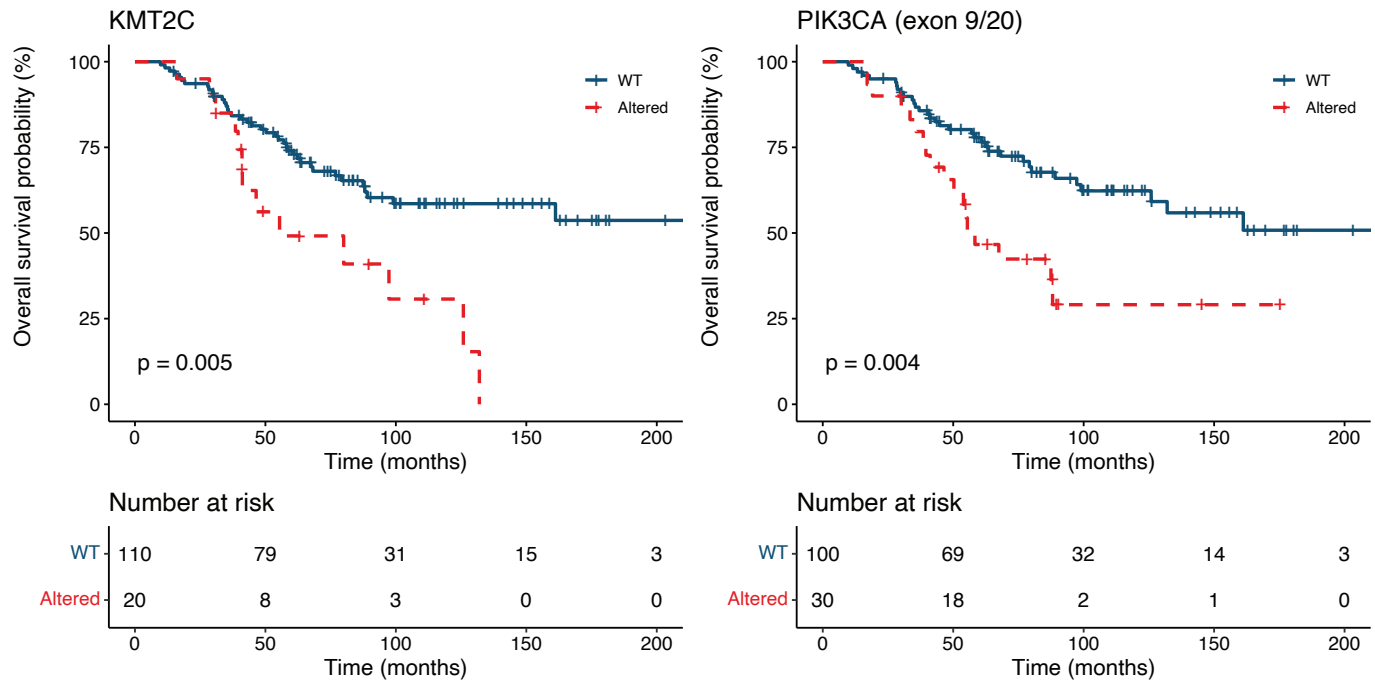 KMT2C
Overall survival probability (%)
100
75
50
25
0
WT
Altered
p = 0.005
0 50 100 150 200
Time (months)
Number at risk
WT 110 79 31 15 3
Altered 20 8 3 0 0
0 50 100 150 200
Time (months)
PIK3CA (exon 9/20)
Overall survival probability (%)
100
75
50
25
0
WT
Altered
p = 0.004
0 50 100 150 200
Time (months)
Number at risk
WT 100 69 32 14 3
Altered 30 18 2 1 0
0 50 100 150 200
Time (months)